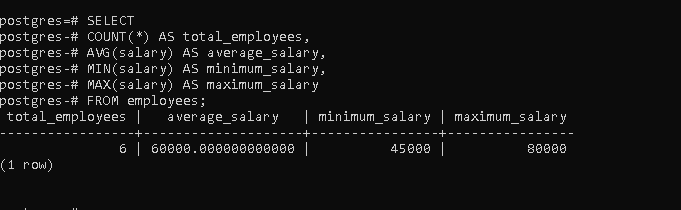 postgres=# SELECT
postgres-# COUNT(*) AS total_employees,
postgres-# AVG(salary) AS average_salary,
postgres-# MIN(salary) AS minimum_salary,
postgres-# MAX(salary) AS maximum_salary
postgres-# FROM employees;
 total_employees |   average_salary   | minimum_salary | maximum_salary
-----------------+--------------------+----------------+----------------
               6 | 60000.000000000000 |          45000 |          80000
(1 row)